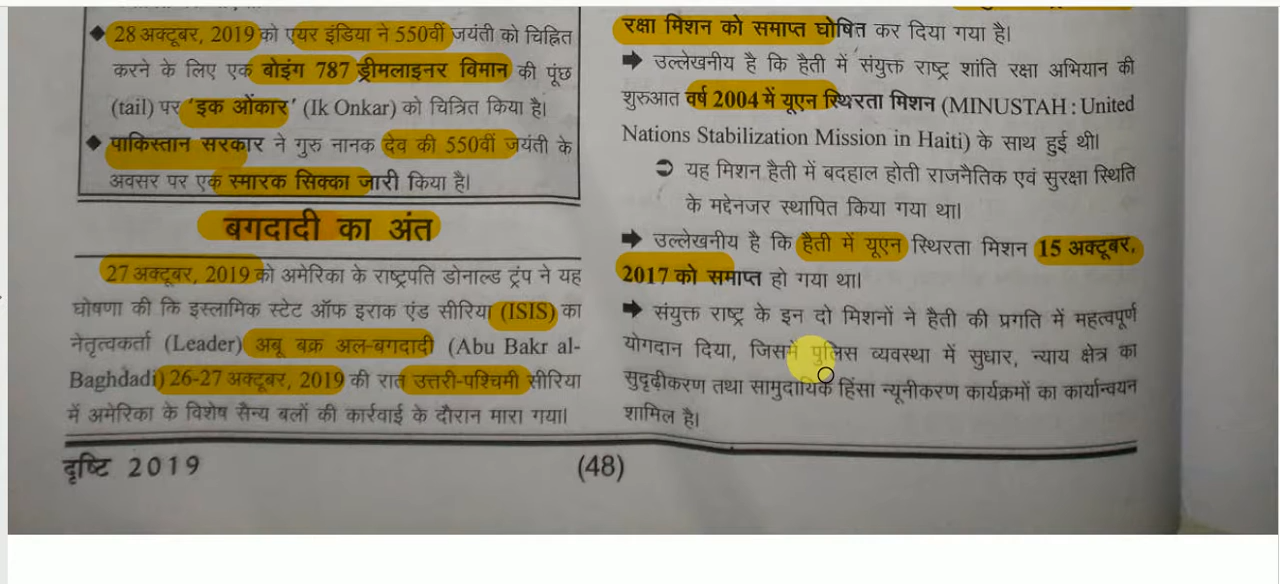 ◆ 28 अक्टूबर, 2019 को एयर इंडिया ने 550वीं जयंती को चिह्नित
करने के लिए एक बोइंग 787 ड्रीमलाइनर विमान की पूंछ
(tail) पर 'इक ओंकार' (Ik Onkar) को चित्रित किया है।
◆ पाकिस्तान सरकार ने गुरु नानक देव की 550वीं जयंती के
अवसर पर एक स्मारक सिक्का जारी किया है।
बगदादी का अंत
27 अक्टूबर, 2019 को अमेरिका के राष्ट्रपति डोनाल्ड ट्रंप ने यह
घोषणा की कि इस्लामिक स्टेट ऑफ इराक एंड सीरिया (ISIS) का
नेतृत्वकर्ता (Leader) अबू बक्र अल-बगदादी (Abu Bakr al-
Baghdadi) 26-27 अक्टूबर, 2019 की रात उत्तरी-पश्चिमी सीरिया
में अमेरिका के विशेष सैन्य बलों की कार्रवाई के दौरान मारा गया।
रक्षा मिशन को समाप्त घोषित कर दिया गया है।
➡ उल्लेखनीय है कि हैती में संयुक्त राष्ट्र शांति रक्षा अभियान की
शुरुआत वर्ष 2004 में यूएन स्थिरता मिशन (MINUSTAH : United
Nations Stabilization Mission in Haiti) के साथ हुई थी।
➲ यह मिशन हैती में बदहाल होती राजनैतिक एवं सुरक्षा स्थिति
के मद्देनजर स्थापित किया गया था।
➡ उल्लेखनीय है कि हैती में यूएन स्थिरता मिशन 15 अक्टूबर,
2017 को समाप्त हो गया था।
➡ संयुक्त राष्ट्र के इन दो मिशनों ने हैती की प्रगति में महत्वपूर्ण
योगदान दिया, जिसमें पुलिस व्यवस्था में सुधार, न्याय क्षेत्र का
सुदृढ़ीकरण तथा सामुदायिक हिंसा न्यूनीकरण कार्यक्रमों का कार्यान्वयन
शामिल है।
दृष्टि 2019
(48)